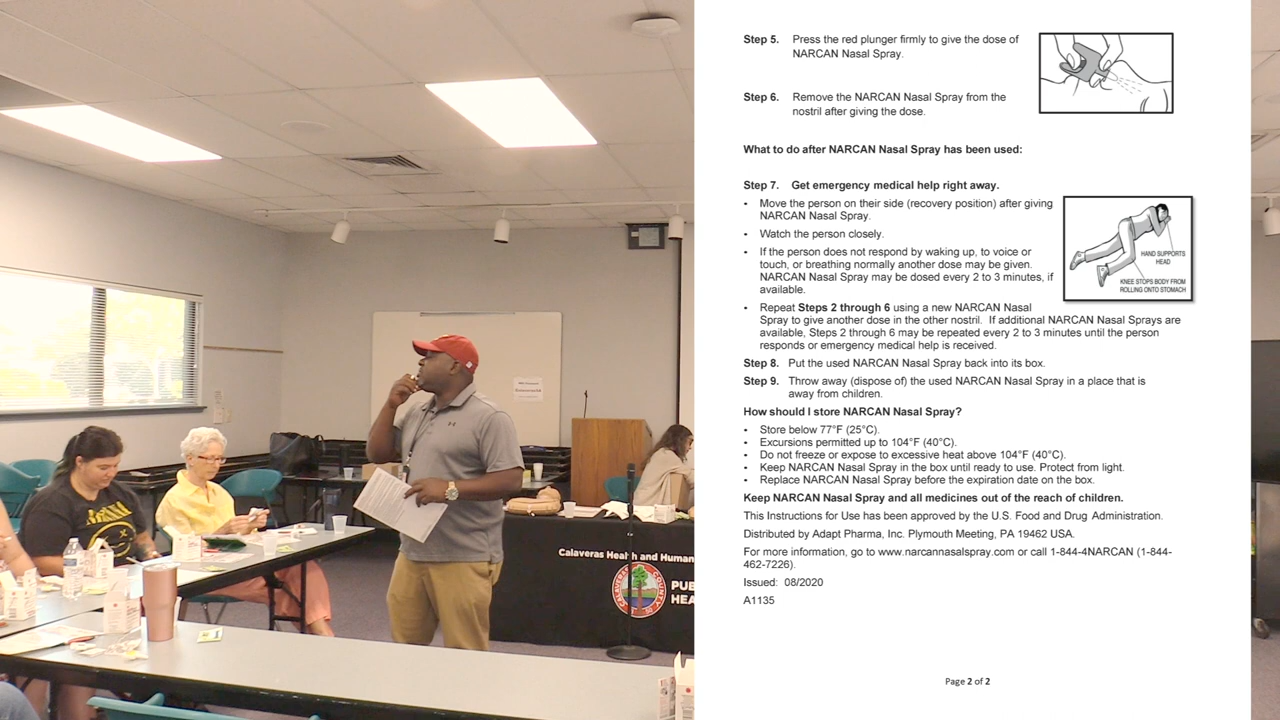 Step 5. Press the red plunger firmly to give the dose of
NARCAN Nasal Spray.
Step 6. Remove the NARCAN Nasal Spray from the
nostril after giving the dose.
What to do after NARCAN Nasal Spray has been used:
Step 7. Get emergency medical help right away.
• Move the person on their side (recovery position) after giving
NARCAN Nasal Spray.
• Watch the person closely.
• If the person does not respond by waking up, to voice or
touch, or breathing normally another dose may be given.
NARCAN Nasal Spray may be dosed every 2 to 3 minutes, if
available.
HAND SUPPORTS
HEAD
KNEE STOPS BODY FROM
ROLLING ONTO STOMACH
• Repeat Steps 2 through 6 using a new NARCAN Nasal
Spray to give another dose in the other nostril. If additional NARCAN Nasal Sprays are
available, Steps 2 through 6 may be repeated every 2 to 3 minutes until the person
responds or emergency medical help is received.
Step 8. Put the used NARCAN Nasal Spray back into its box.
Step 9. Throw away (dispose of) the used NARCAN Nasal Spray in a place that is
away from children.
How should I store NARCAN Nasal Spray?
• Store below 77°F (25°C).
• Excursions permitted up to 104°F (40°C).
• Do not freeze or expose to excessive heat above 104°F (40°C).
• Keep NARCAN Nasal Spray in the box until ready to use. Protect from light.
• Replace NARCAN Nasal Spray before the expiration date on the box.
Keep NARCAN Nasal Spray and all medicines out of the reach of children.
This Instructions for Use has been approved by the U.S. Food and Drug Administration.
Distributed by Adapt Pharma, Inc. Plymouth Meeting, PA 19462 USA.
For more information, go to www.narcannasalspray.com or call 1-844-4NARCAN (1-844-
462-7226).
Issued: 08/2020
A1135
Page 2 of 2
Calaveras Health and Human
PUB
HEA